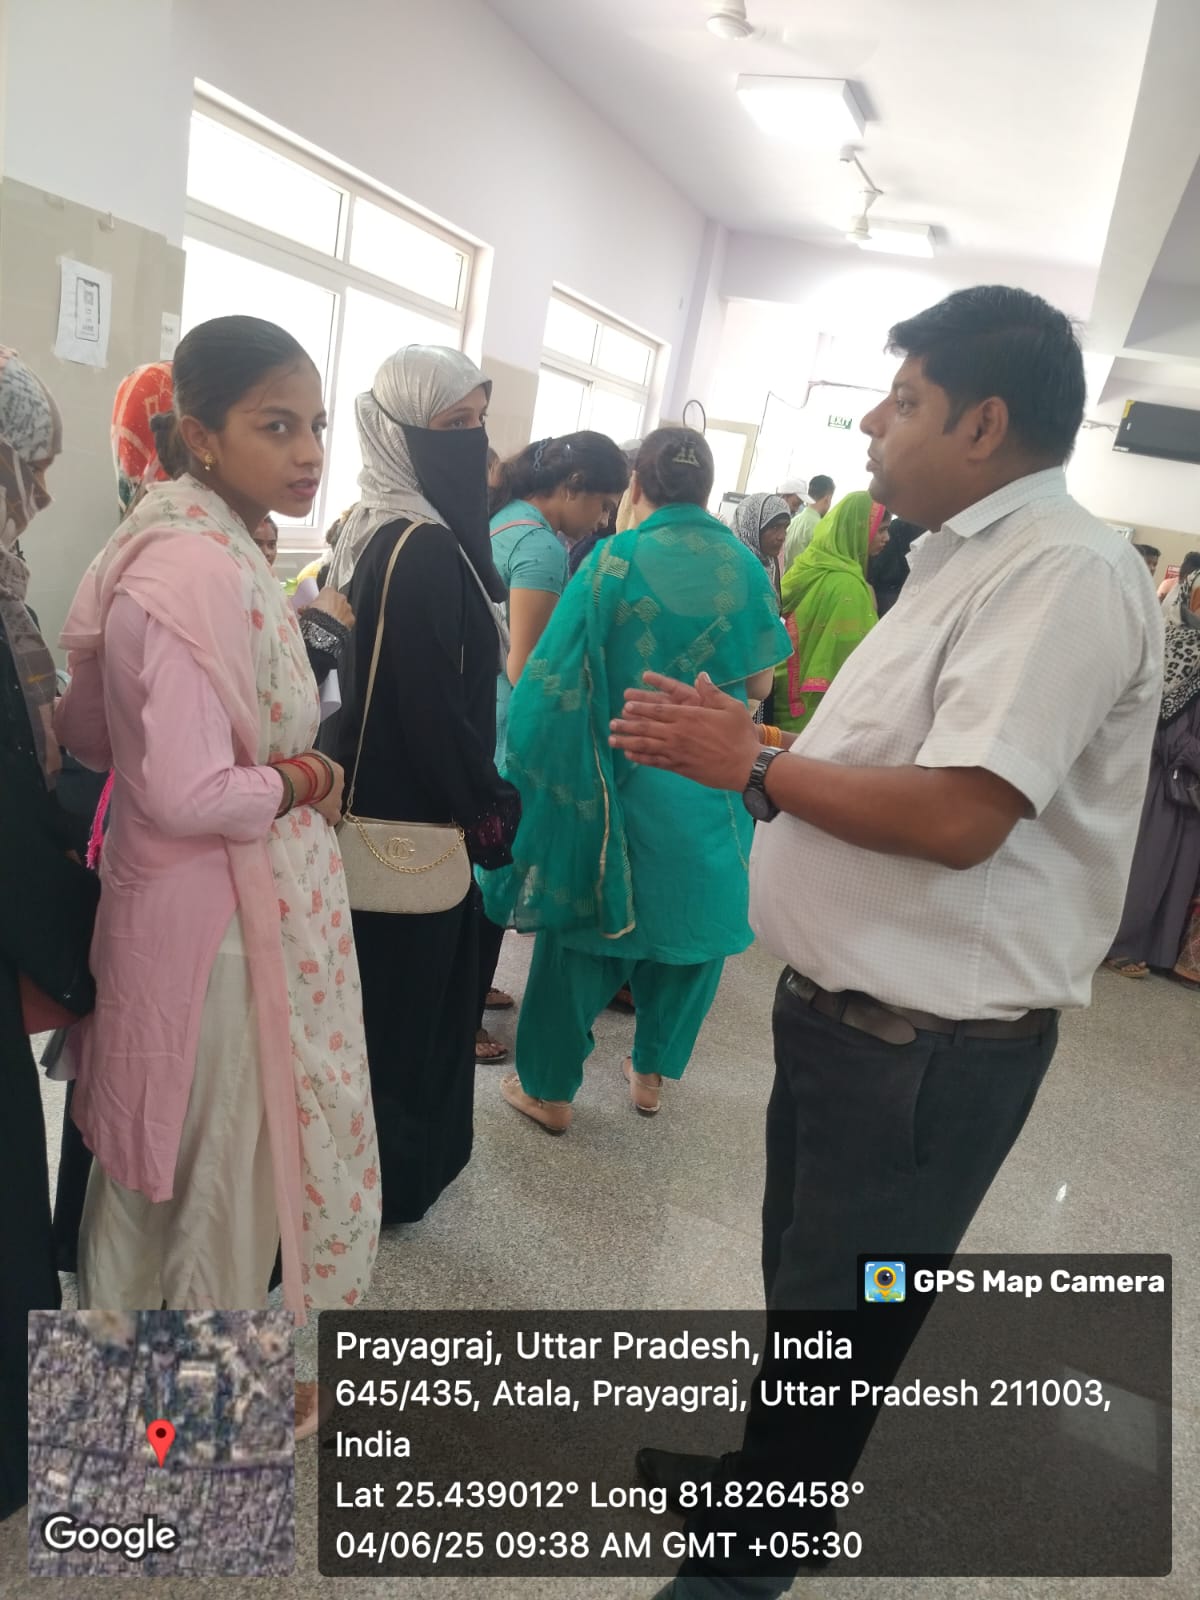 EXIT
GPS Map Camera
Prayagraj, Uttar Pradesh, India
645/435, Atala, Prayagraj, Uttar Pradesh 211003,
India
Lat 25.439012° Long 81.826458°
04/06/25 09:38 AM GMT +05:30
Google